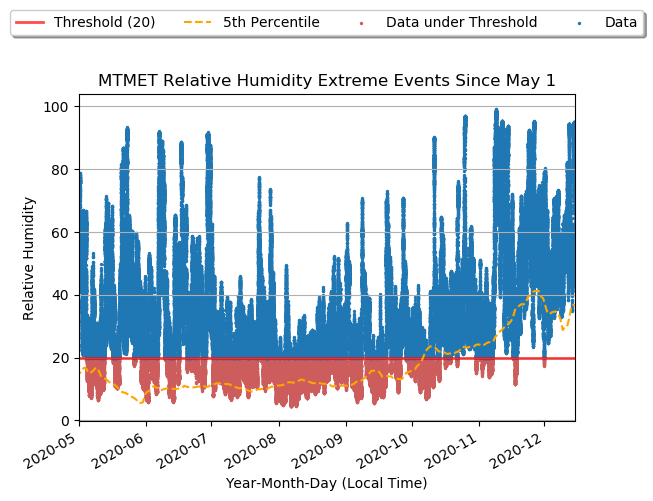 Threshold (20) 5th Percentile Data under Threshold Data
MTMET Relative Humidity Extreme Events Since May 1
Relative Humidity
100
80
60
40
20
0
2020-05 2020-06 2020-07 2020-08 2020-09 2020-10 2020-11 2020-12
Year-Month-Day (Local Time)